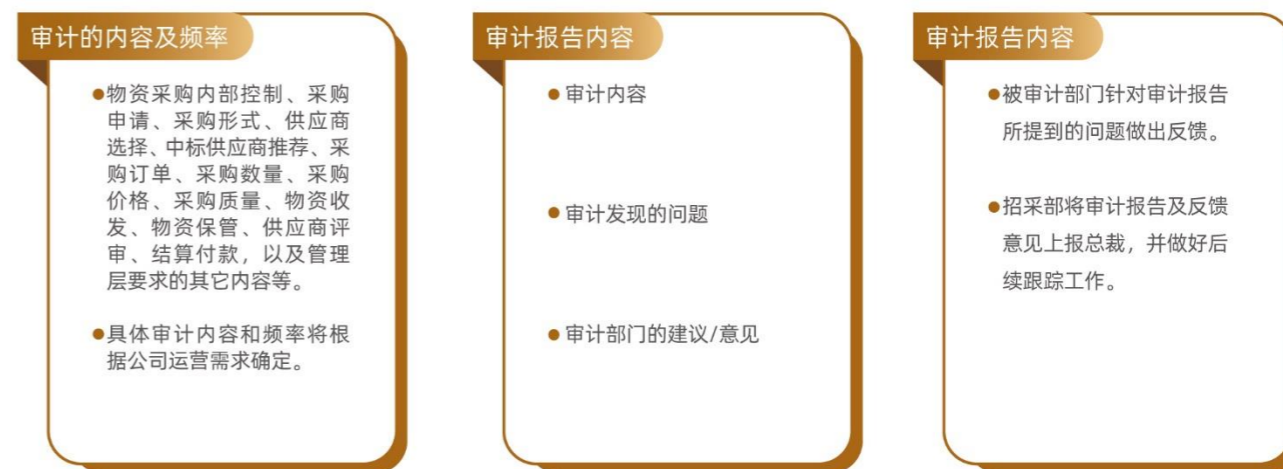 审计的内容及频率
●物资采购内部控制、采购
申请、采购形式、供应商
选择、中标供应商推荐、采
购订单、采购数量、采购
价格、采购质量、物资收
发、物资保管、供应商评
审、结算付款，以及管理
层要求的其它内容等。
●具体审计内容和频率将根
据公司运营需求确定。
审计报告内容
●审计内容
●审计发现的问题
●审计部门的建议/意见
审计报告内容
●被审计部门针对审计报告
所提到的问题做出反馈。
●招采部将审计报告及反馈
意见上报总裁，并做好后
续跟踪工作。